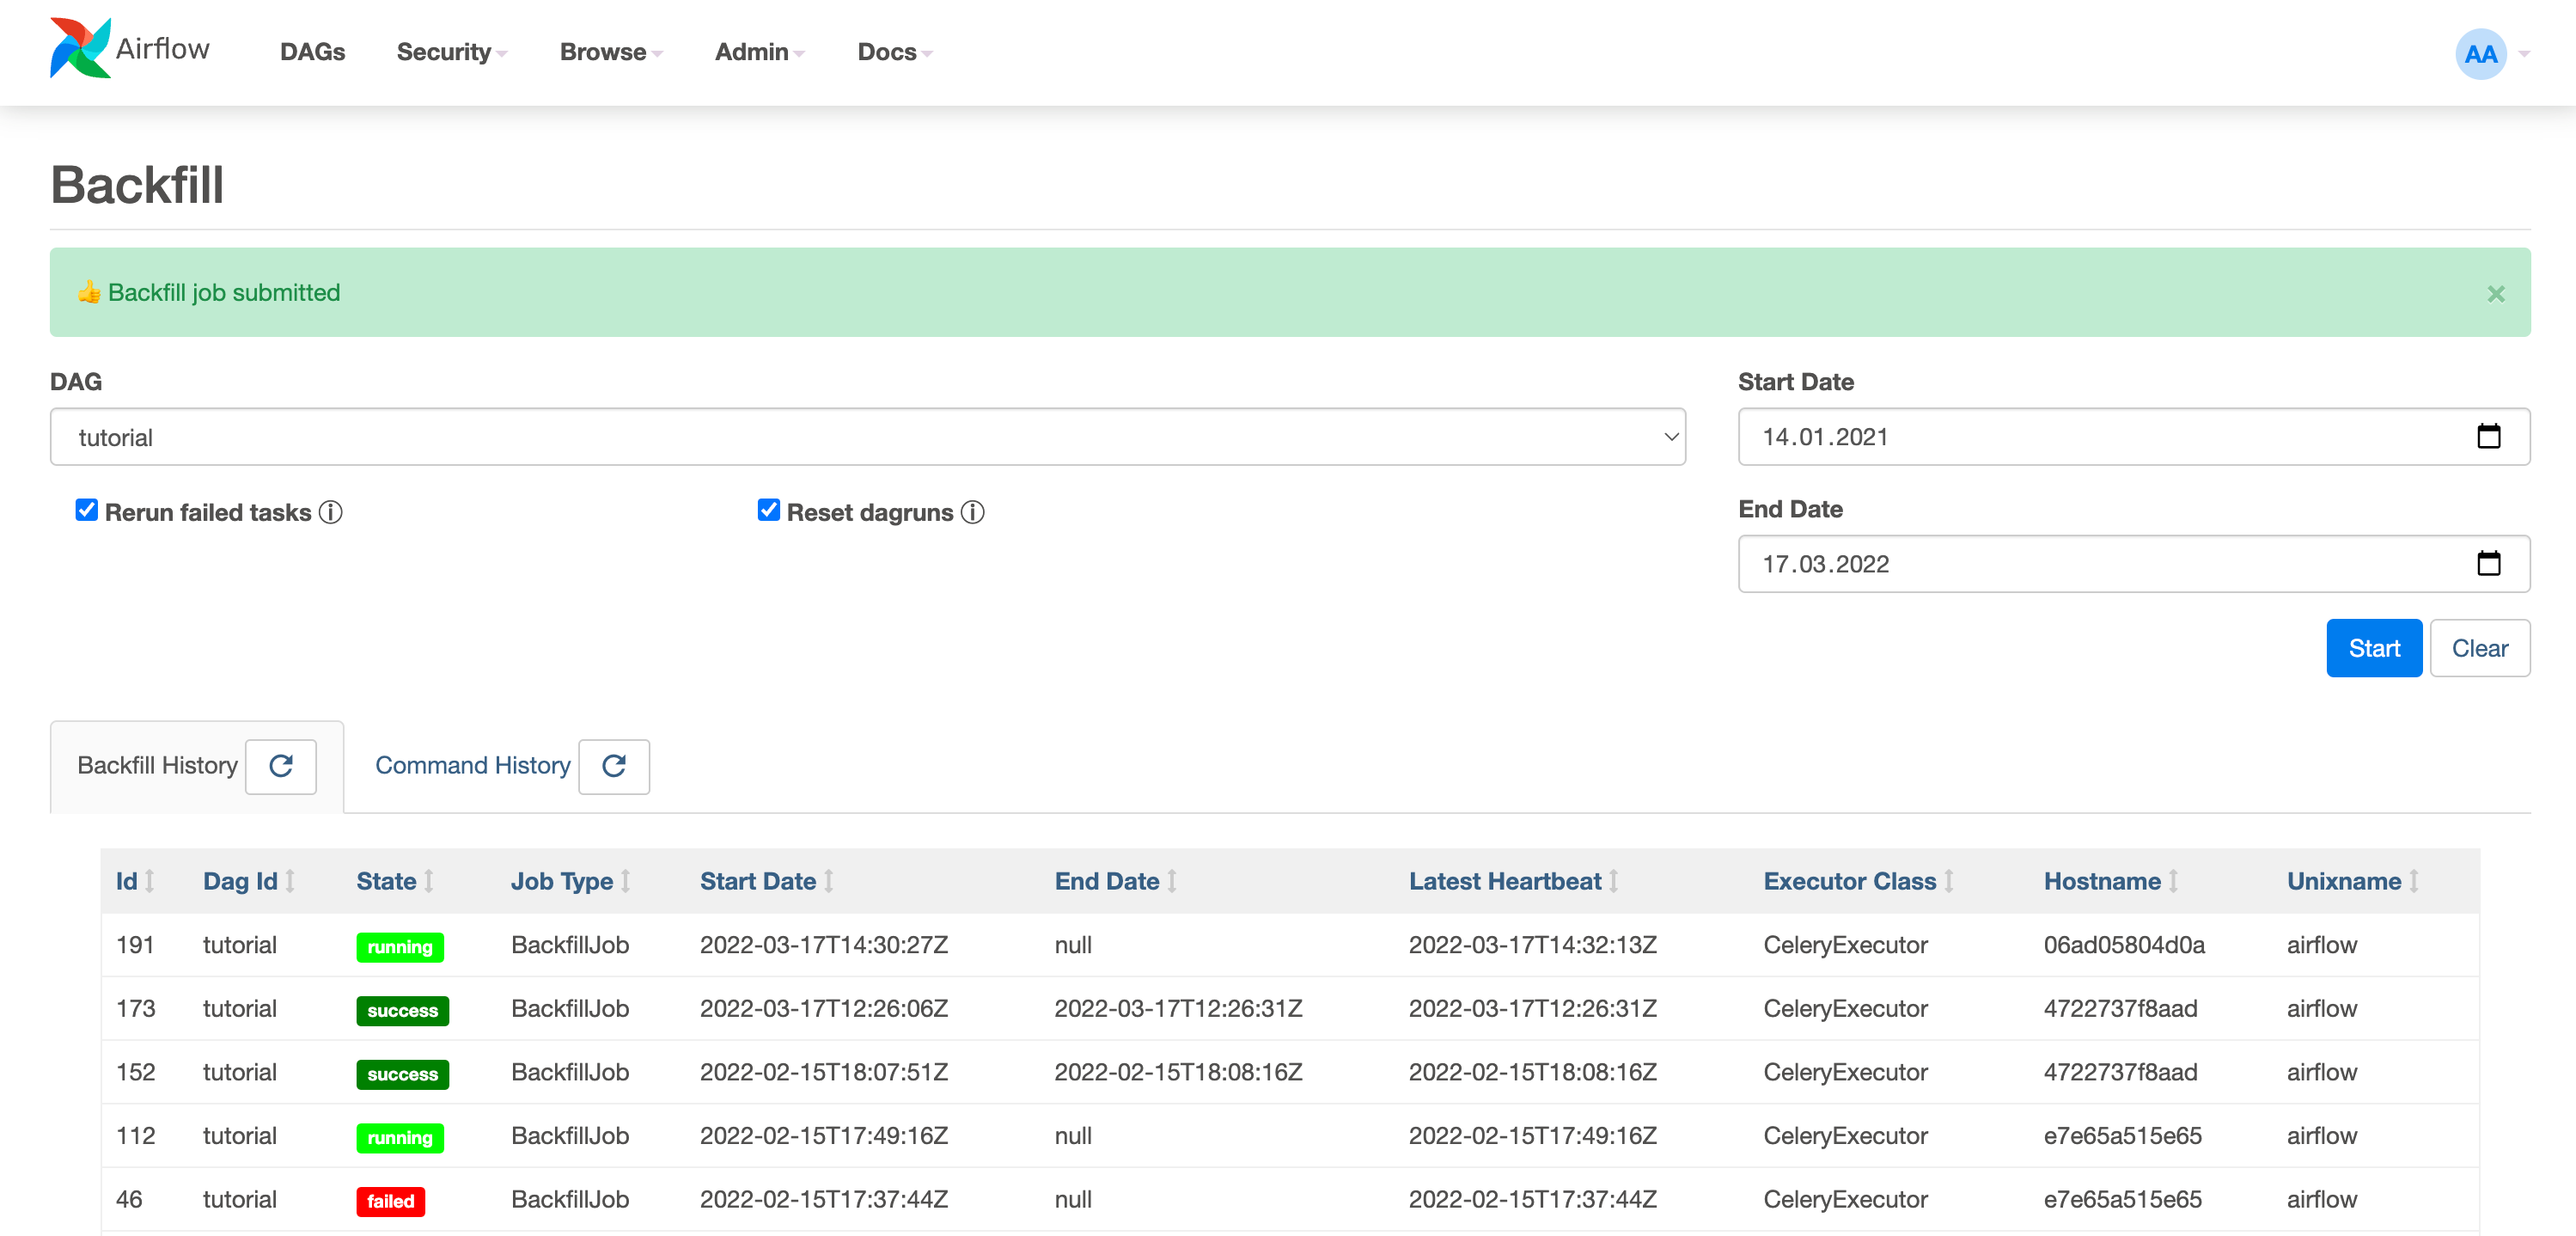 Airflow DAGs Security Browse Admin Docs AA
Backfill
👍 Backfill job submitted ×
DAG
tutorial
Rerun failed tasks Reset dagruns
Start Date
14.01.2021
End Date
17.03.2022
Start Clear
Backfill History Command History
Id Dag Id State Job Type Start Date End Date Latest Heartbeat Executor Class Hostname Unixname
191 tutorial running BackfillJob 2022-03-17T14:30:27Z null 2022-03-17T14:32:13Z CeleryExecutor 06ad05804d0a airflow
173 tutorial success BackfillJob 2022-03-17T12:26:06Z 2022-03-17T12:26:31Z 2022-03-17T12:26:31Z CeleryExecutor 4722737f8aad airflow
152 tutorial success BackfillJob 2022-02-15T18:07:51Z 2022-02-15T18:08:16Z 2022-02-15T18:08:16Z CeleryExecutor 4722737f8aad airflow
112 tutorial running BackfillJob 2022-02-15T17:49:16Z null 2022-02-15T17:49:16Z CeleryExecutor e7e65a515e65 airflow
46 tutorial failed BackfillJob 2022-02-15T17:37:44Z null 2022-02-15T17:37:44Z CeleryExecutor e7e65a515e65 airflow